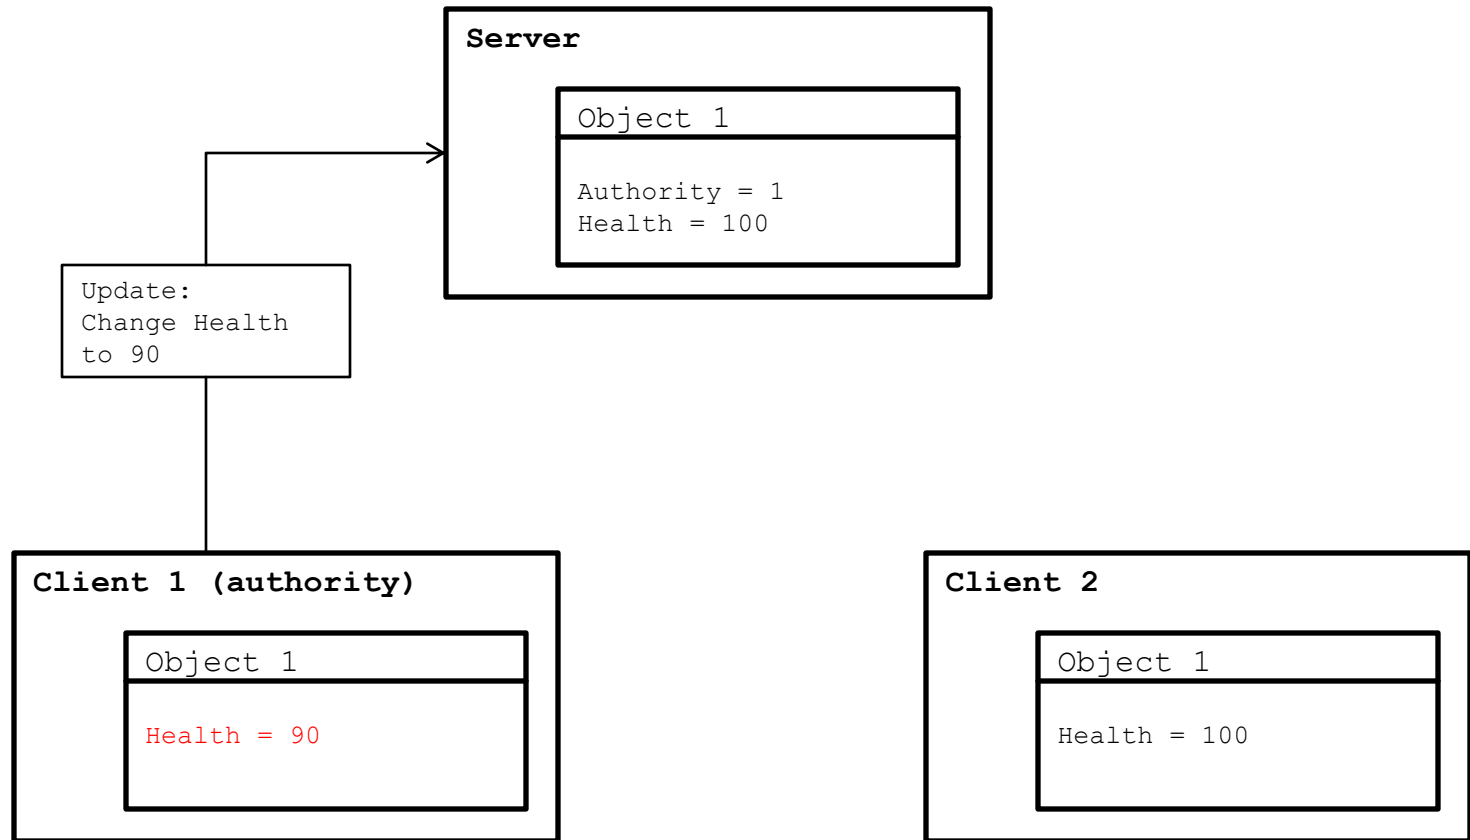 Server
Object 1
Authority = 1
Health = 100
Update:
Change Health
to 90
Client 1 (authority)
Object 1
Health = 90
Client 2
Object 1
Health = 100